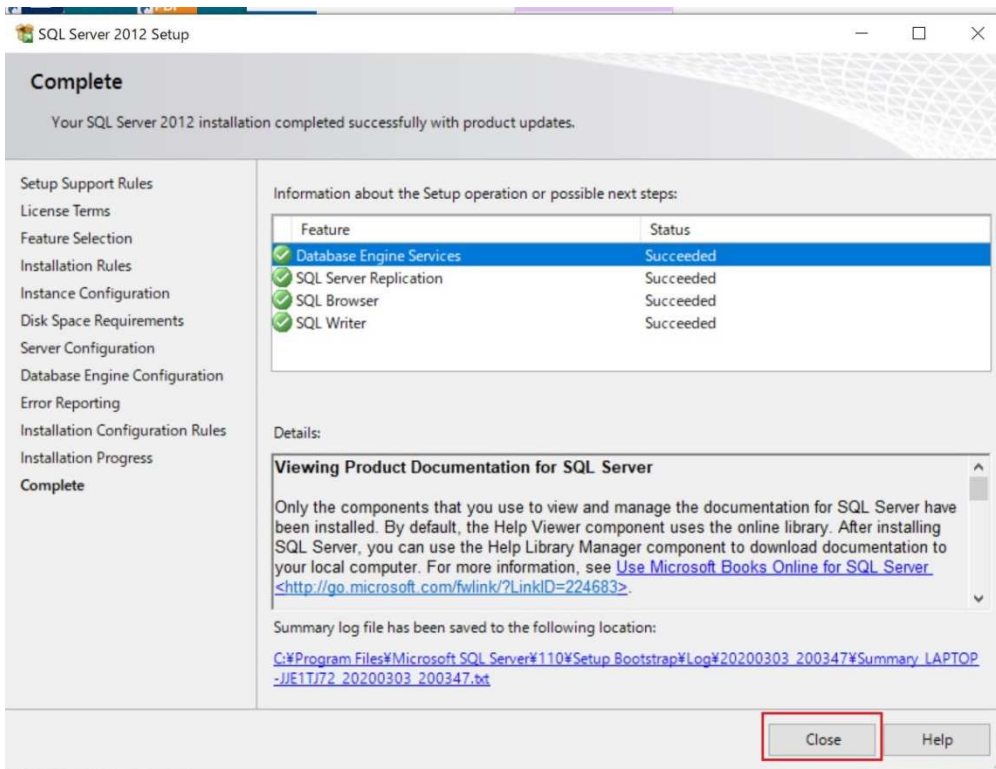 PDF
SQL Server 2012 Setup
Complete
Your SQL Server 2012 installation completed successfully with product updates.
Setup Support Rules
License Terms
Feature Selection
Installation Rules
Instance Configuration
Disk Space Requirements
Server Configuration
Database Engine Configuration
Error Reporting
Installation Configuration Rules
Installation Progress
Complete
Information about the Setup operation or possible next steps:
Feature Status
Database Engine Services Succeeded
SQL Server Replication Succeeded
SQL Browser Succeeded
SQL Writer Succeeded
Details:
Viewing Product Documentation for SQL Server
Only the components that you use to view and manage the documentation for SQL Server have
been installed. By default, the Help Viewer component uses the online library. After installing
SQL Server, you can use the Help Library Manager component to download documentation to
your local computer. For more information, see Use Microsoft Books Online for SQL Server
<http://go.microsoft.com/fwlink/?LinkID=224683>.
Summary log file has been saved to the following location:
C:¥Program Files¥Microsoft SQL Server¥110¥Setup Bootstrap¥Log¥20200303_200347¥Summary_LAPTOP
-JJE1TJ72_20200303_200347.txt
Close Help